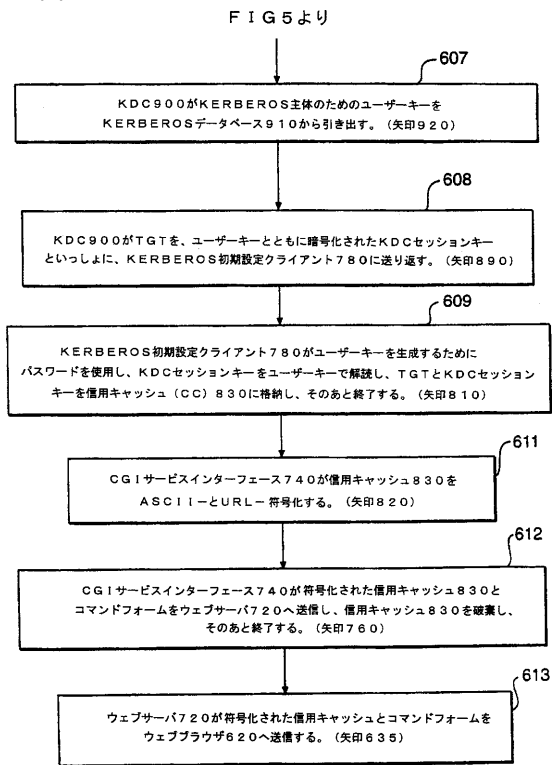 FIG5より
607
KDC900がKERBEROS主体のためのユーザーキーを
KERBEROSデータベース910から引き出す。(矢印920)
608
KDC900がTGTを、ユーザーキーとともに暗号化されたKDCセッションキー
といっしょに、KERBEROS初期設定クライアント780に送り返す。(矢印890)
609
KERBEROS初期設定クライアント780がユーザーキーを生成するために
パスワードを使用し、KDCセッションキーをユーザーキーで解読し、TGTとKDCセッション
キーを信用キャッシュ(CC)830に格納し、そのあと終了する。(矢印810)
611
CGIサービスインターフェース740が信用キャッシュ830を
ASCIIーとURLー符号化する。(矢印820)
612
CGIサービスインターフェース740が符号化された信用キャッシュ830と
コマンドフォームをウェブサーバ720へ送信し、信用キャッシュ830を破棄し、
そのあと終了する。(矢印760)
613
ウェブサーバ720が符号化された信用キャッシュとコマンドフォームを
ウェブブラウザ620へ送信する。(矢印635)